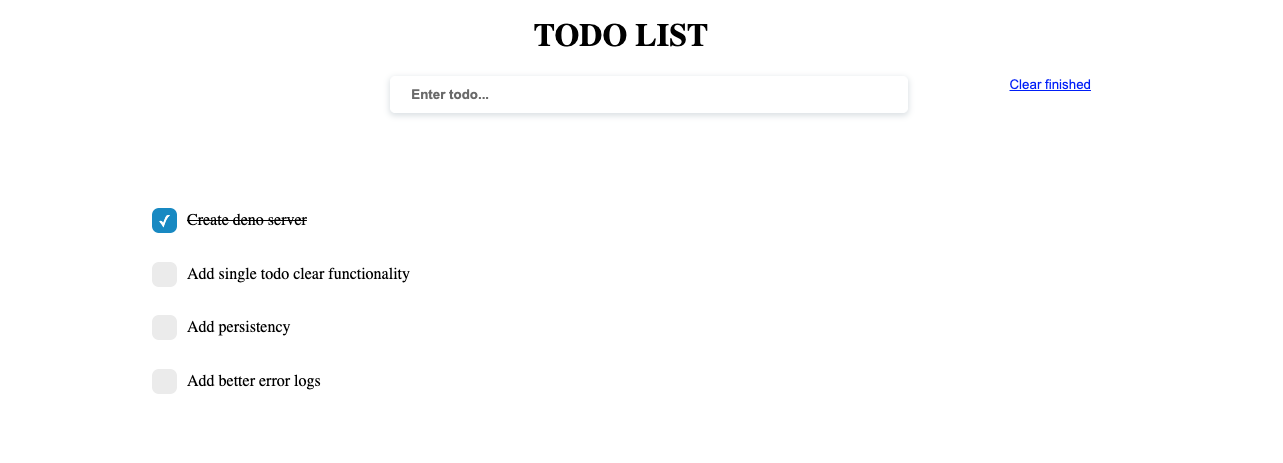 TODO LIST
Enter todo...
Clear finished
Create deno server
Add single todo clear functionality
Add persistency
Add better error logs